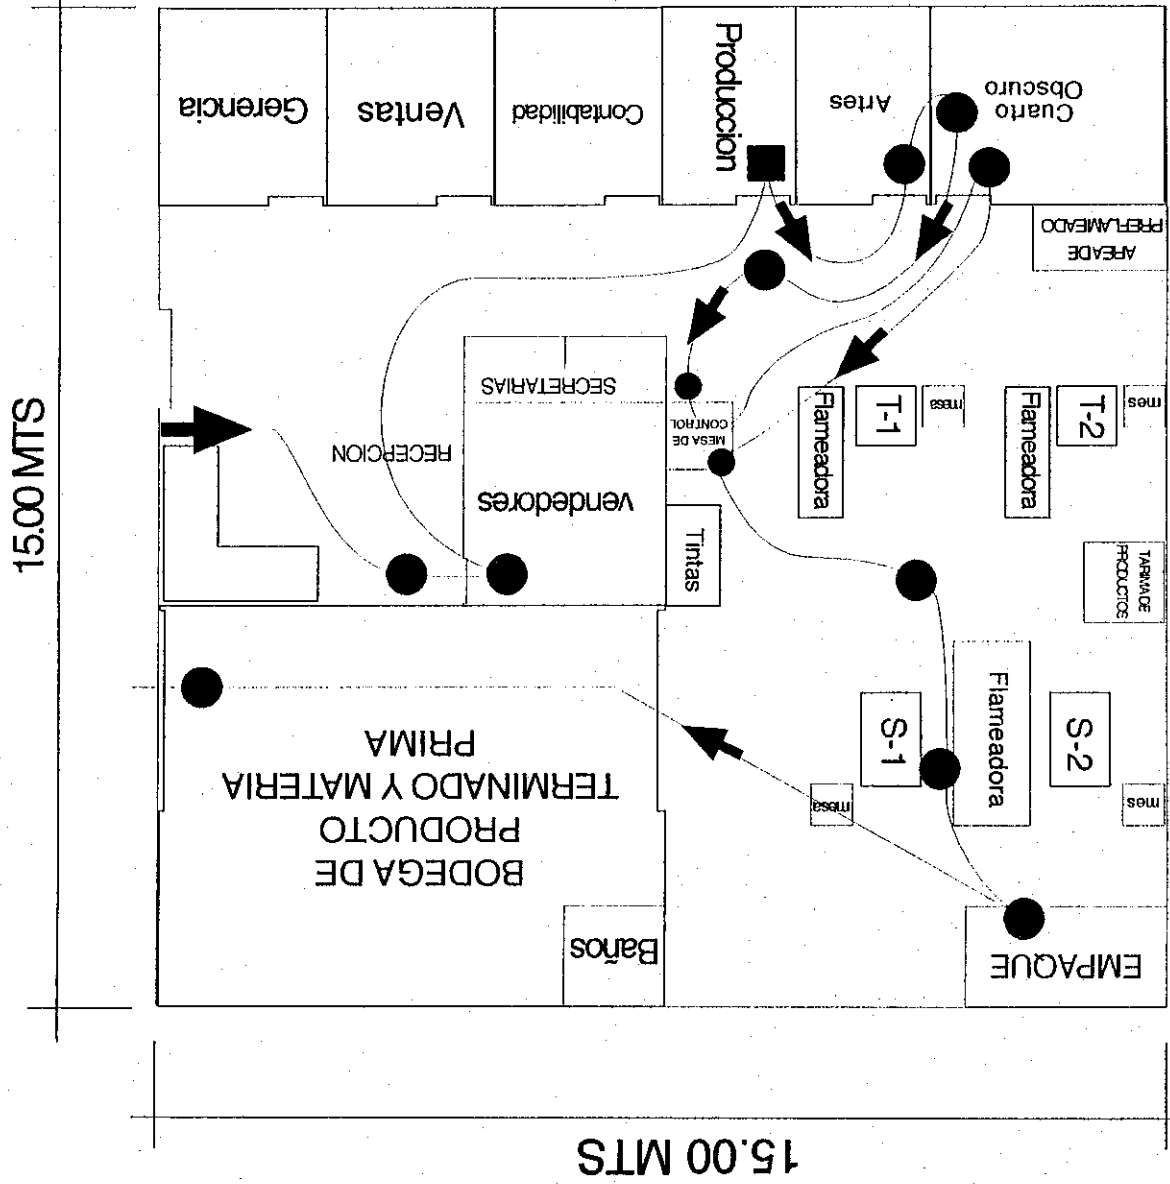 15.00 MTS
EMPAQUE
Baños
BODEGA DE
PRODUCTO
TERMINADO Y MATERIA
PRIMA
mes
mesa
S-2
Flameadora
S-1
TARIMA DE
PRODUCTOS
Tintas
vendedores
RECEPCION
15.00 MTS
mes
T-2
Flameadora
mesa
T-1
Flameadora
MESA DE
CONTROL
SECRETARIAS
AREA DE
PREFLAMEADO
Cuarto
Obscuro
Artes
Produccion
Contabilidad
Ventas
Gerencia